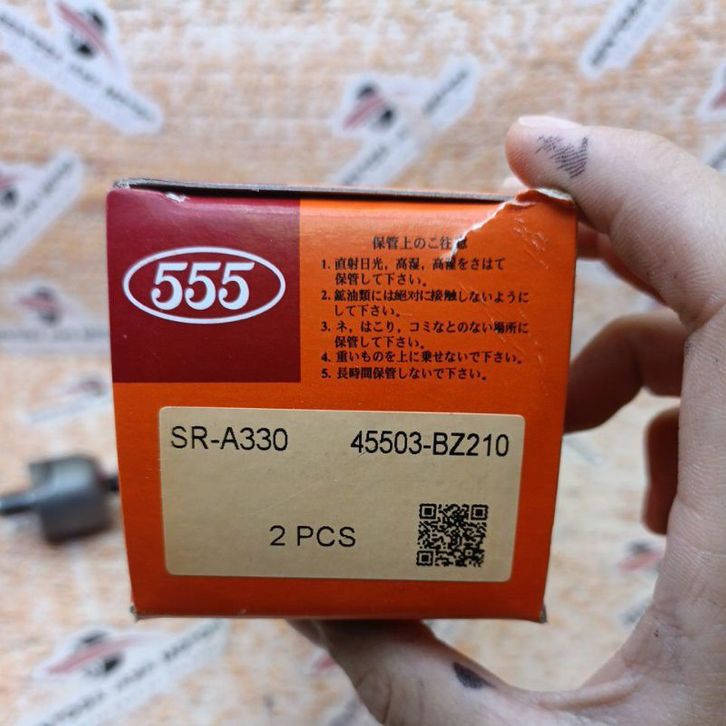 555
保管上のご注意
1. 直射日光，高湿，高温をさけて
保管して下さい。
2. 鉱油類には絶対に接触しないように
して下さい。
3. ネ，はこり，コミなとのない場所に
保管して下さい。
4. 重いものを上に乗せないで下さい。
5. 長時間保管しないで下さい。
SR-A330 45503-BZ210
2 PCS